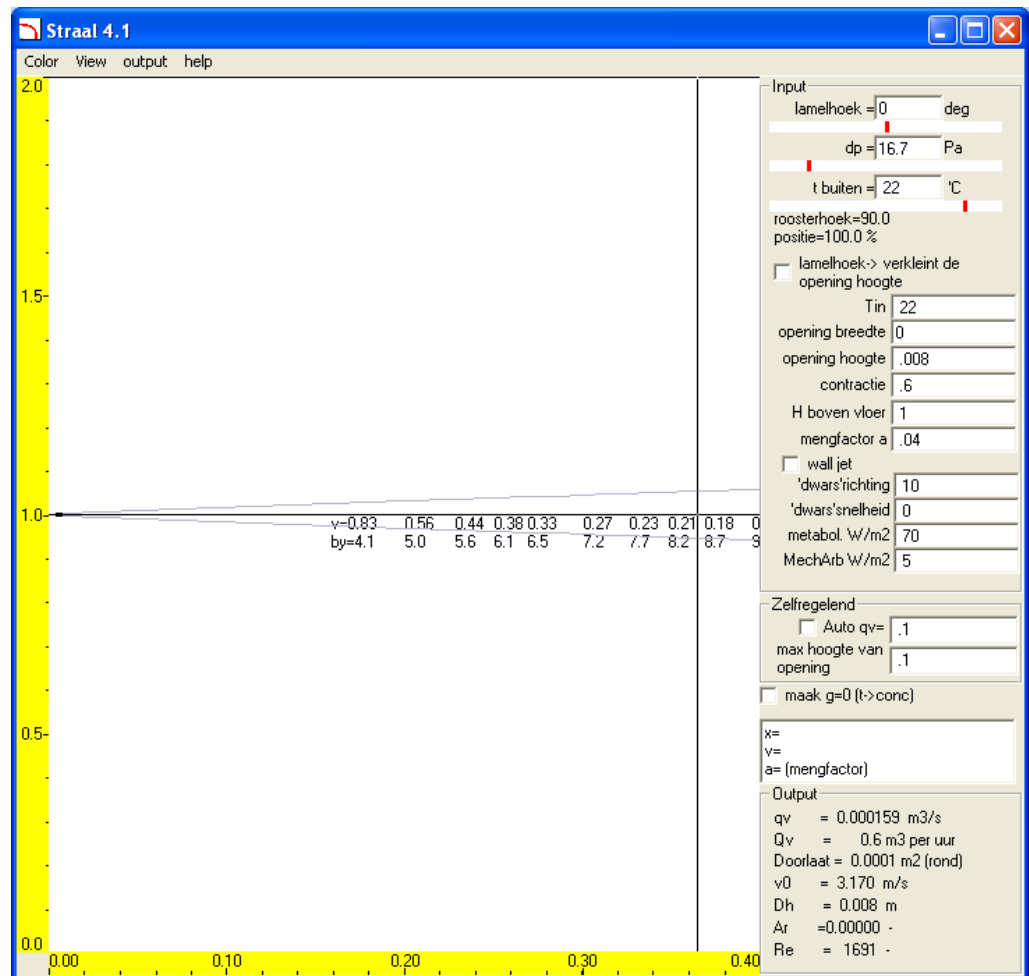 Straal 4.1
Color View output help
2.0
1.5
1.0
0.5
0.0
v=0.83 0.56 0.44 0.38 0.33 0.27 0.23 0.21 0.18 0
by=4.1 5.0 5.6 6.1 6.5 7.2 7.7 8.2 8.7 9
0.00 0.10 0.20 0.30 0.40
Input
lamelhoek = 0 deg
dp = 16.7 Pa
t buiten = 22 'C
roosterhoek=90.0
positie=100.0 %
lamelhoek-> verkleint de
opening hoogte
Tin 22
opening breedte 0
opening hoogte .008
contractie .6
H boven vloer 1
mengfactor a .04
wall jet
'dwars'richting 10
'dwars'snelheid 0
metabol. W/m2 70
MechArb W/m2 5
Zelfregelend
Auto qv= .1
max hoogte van
opening .1
maak g=0 (t->conc)
x=
v=
a= (mengfactor)
Output
qv = 0.000159 m3/s
Qv = 0.6 m3 per uur
Doorlaat = 0.0001 m2 (rond)
v0 = 3.170 m/s
Dh = 0.008 m
Ar =0.00000 -
Re = 1691 -